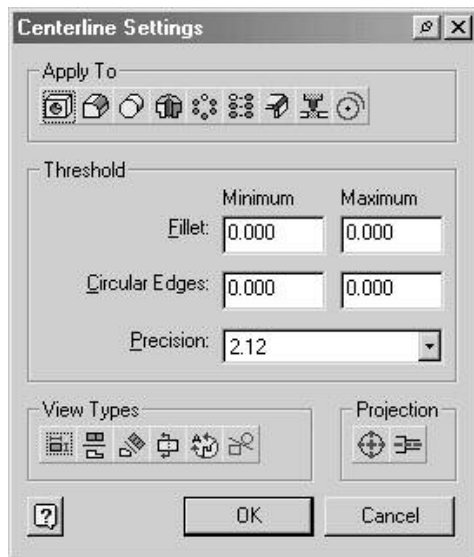 Centerline Settings
Apply To
Threshold
Minimum Maximum
Fillet: 0.000 0.000
Circular Edges: 0.000 0.000
Precision: 2.12
View Types Projection
OK Cancel